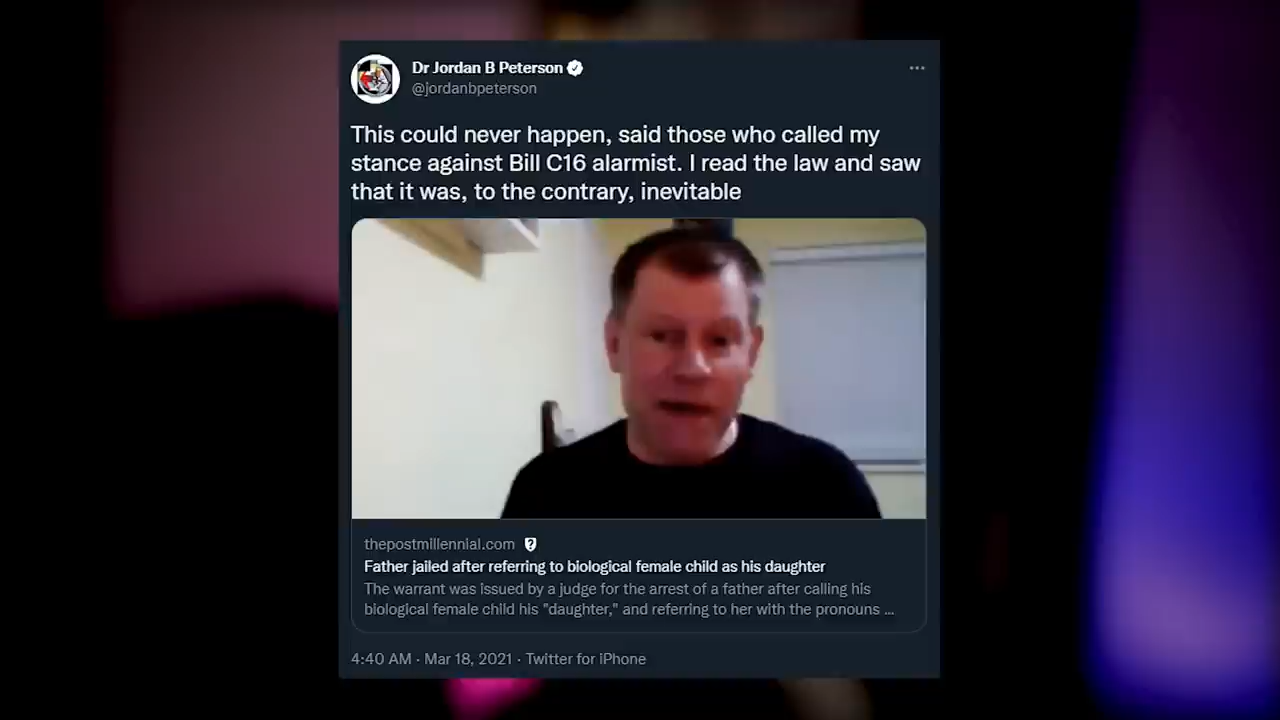 Dr Jordan B Peterson
@jordanbpeterson
This could never happen, said those who called my
stance against Bill C16 alarmist. I read the law and saw
that it was, to the contrary, inevitable
thepostmillennial.com
Father jailed after referring to biological female child as his daughter
The warrant was issued by a judge for the arrest of a father after calling his
biological female child his "daughter," and referring to her with the pronouns ...
4:40 AM · Mar 18, 2021 · Twitter for iPhone